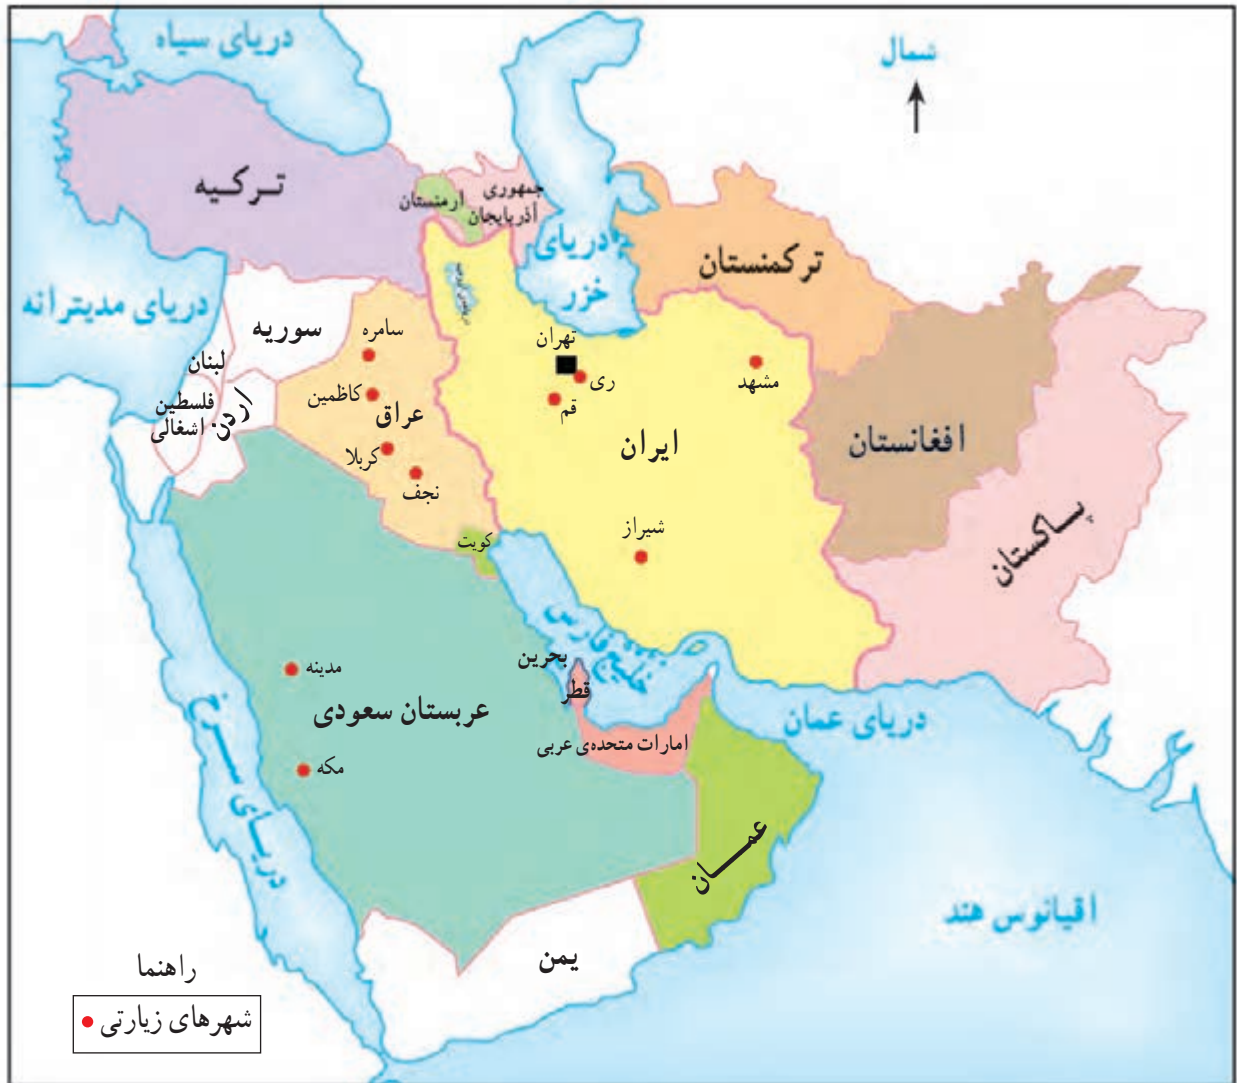 دریای سیاه
شمال
ترکیه
ارمنستان
جمهوری
آذربایجان
دریای
خزر
ترکمنستان
دریای مدیترانه
سوریه
سامره
تهران
ری
قم
مشهد
لبنان
فلسطین
اشغالی
اردن
کاظمین
عراق
کربلا
نجف
ایران
افغانستان
پاکستان
شیراز
کویت
خلیج فارس
بحرین
قطر
مدینه
عربستان سعودی
مکه
امارات متحده‌ی عربی
دریای عمان
دریای سرخ
عمان
اقیانوس هند
یمن
راهنما
شهرهای زیارتی